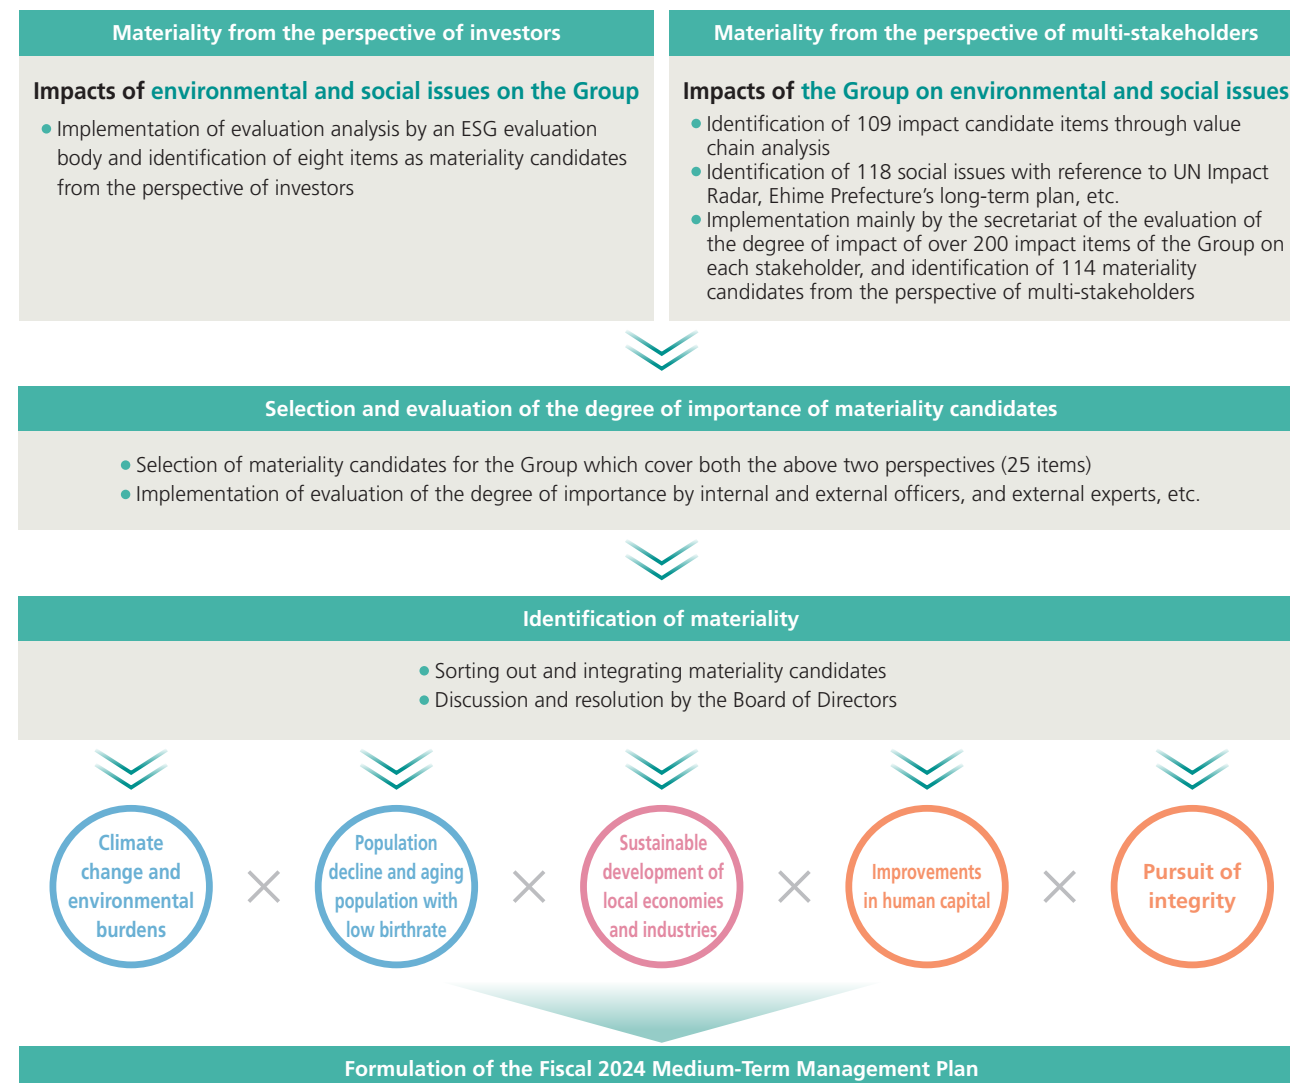 Materiality from the perspective of investors
Impacts of environmental and social issues on the Group
● Implementation of evaluation analysis by an ESG evaluation
body and identification of eight items as materiality candidates
from the perspective of investors
Materiality from the perspective of multi-stakeholders
Impacts of the Group on environmental and social issues
● Identification of 109 impact candidate items through value
chain analysis
● Identification of 118 social issues with reference to UN Impact
Radar, Ehime Prefecture's long-term plan, etc.
● Implementation mainly by the secretariat of the evaluation of
the degree of impact of over 200 impact items of the Group on
each stakeholder, and identification of 114 materiality
candidates from the perspective of multi-stakeholders
Selection and evaluation of the degree of importance of materiality candidates
● Selection of materiality candidates for the Group which cover both the above two perspectives (25 items)
● Implementation of evaluation of the degree of importance by internal and external officers, and external experts, etc.
Identification of materiality
● Sorting out and integrating materiality candidates
● Discussion and resolution by the Board of Directors
Climate
change and
environmental
burdens
Population
decline and aging
population with
low birthrate
Sustainable
development of
local economies
and industries
Improvements
in human capital
Pursuit of
integrity
Formulation of the Fiscal 2024 Medium-Term Management Plan